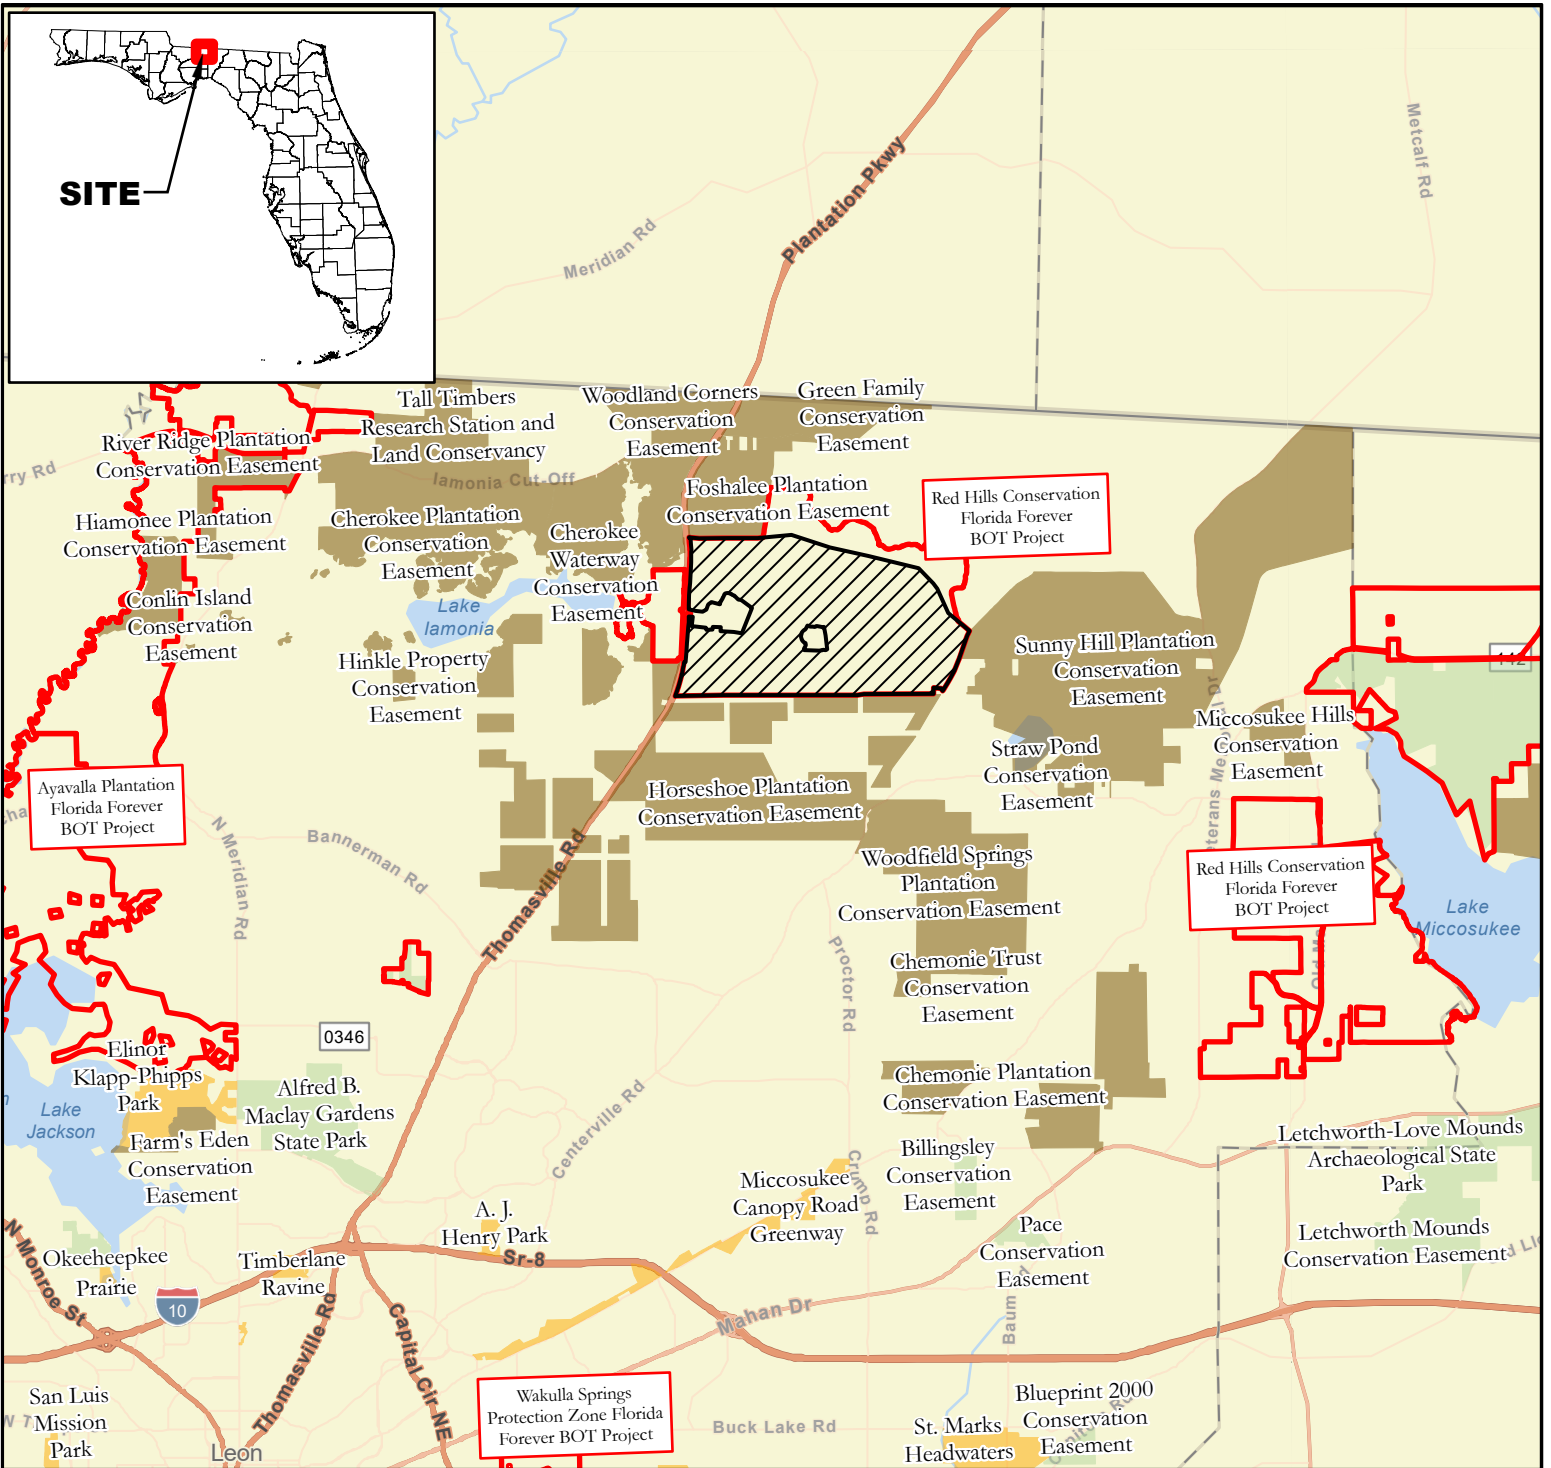 SITE
Plantation Pkwy
Meridian Rd
Metcalf Rd
Tall Timbers
Research Station and
Land Conservancy
Woodland Corners
Conservation
Easement
Green Family
Conservation
Easement
River Ridge Plantation
Conservation Easement
rry Rd
Iamonia Cut-Off
Foshalee Plantation
Conservation Easement
Red Hills Conservation
Florida Forever
BOT Project
Hiamonee Plantation
Conservation Easement
Cherokee Plantation
Conservation
Easement
Cherokee
Waterway
Conservation
Easement
Conlin Island
Conservation
Easement
Lake
Iamonia
Hinkle Property
Conservation
Easement
Sunny Hill Plantation
Conservation
Easement
142
Miccosukee Hills
Conservation
Easement
Straw Pond
Conservation
Easement
Ayavalla Plantation
Florida Forever
BOT Project
Horseshoe Plantation
Conservation Easement
N Meridian Rd
Bannerman Rd
Thomasville Rd
Woodfield Springs
Plantation
Conservation Easement
Red Hills Conservation
Florida Forever
BOT Project
Lake
Miccosukee
Proctor Rd
Chemonie Trust
Conservation
Easement
0346
Elinor
Klapp-Phipps
Park
Lake
Jackson
Alfred B.
Maclay Gardens
State Park
Chemonie Plantation
Conservation Easement
Centerville Rd
Farm's Eden
Conservation
Easement
Billingsley
Conservation
Easement
Letchworth-Love Mounds
Archaeological State
Park
Miccosukee
Canopy Road
Greenway
Crump Rd
A. J.
Henry Park
Pace
Conservation
Easement
Letchworth Mounds
Conservation Easement
N Monroe St
Okeeheepkee
Prairie
Timberlane
Ravine
Sr-8
10
Mahan Dr
Baum
Thomasville Rd
Capital Cir NE
San Luis
Mission
Park
Leon
Wakulla Springs
Protection Zone Florida
Forever BOT Project
Buck Lake Rd
St. Marks
Headwaters
Blueprint 2000
Conservation
Easement